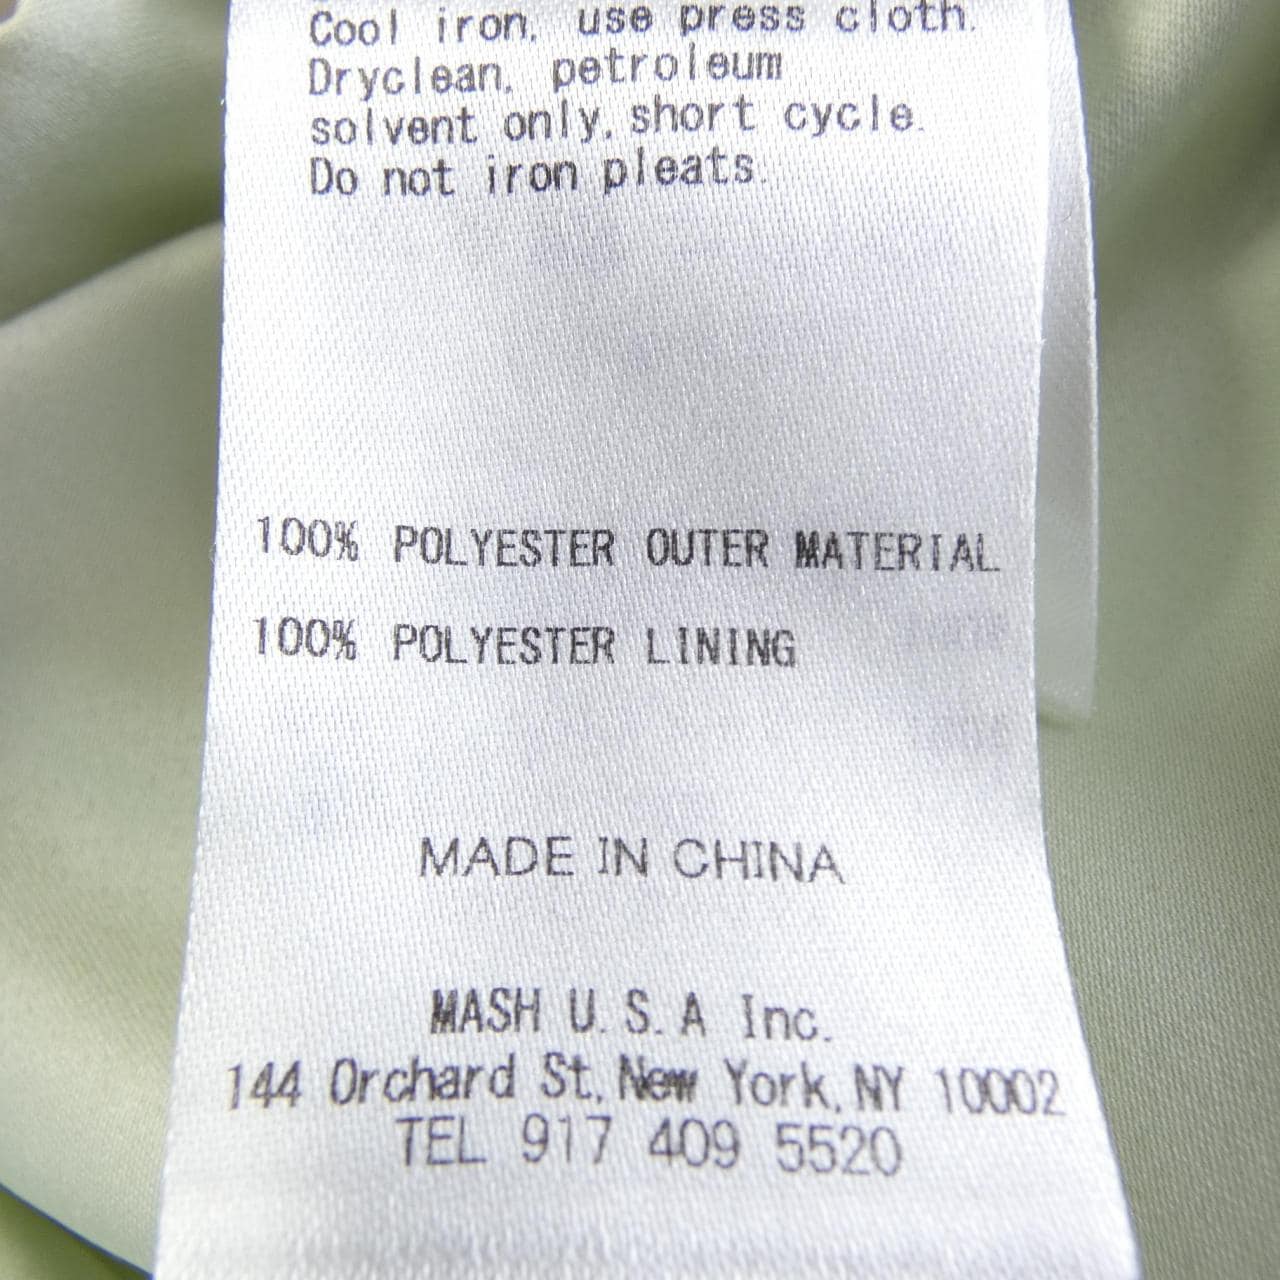 Cool iron, use press cloth.
Dryclean, petroleum
solvent only, short cycle.
Do not iron pleats.
100% POLYESTER OUTER MATERIAL
100% POLYESTER LINING
MADE IN CHINA
MASH U.S.A Inc.
144 Orchard St, New York, NY 10002
TEL 917 409 5520